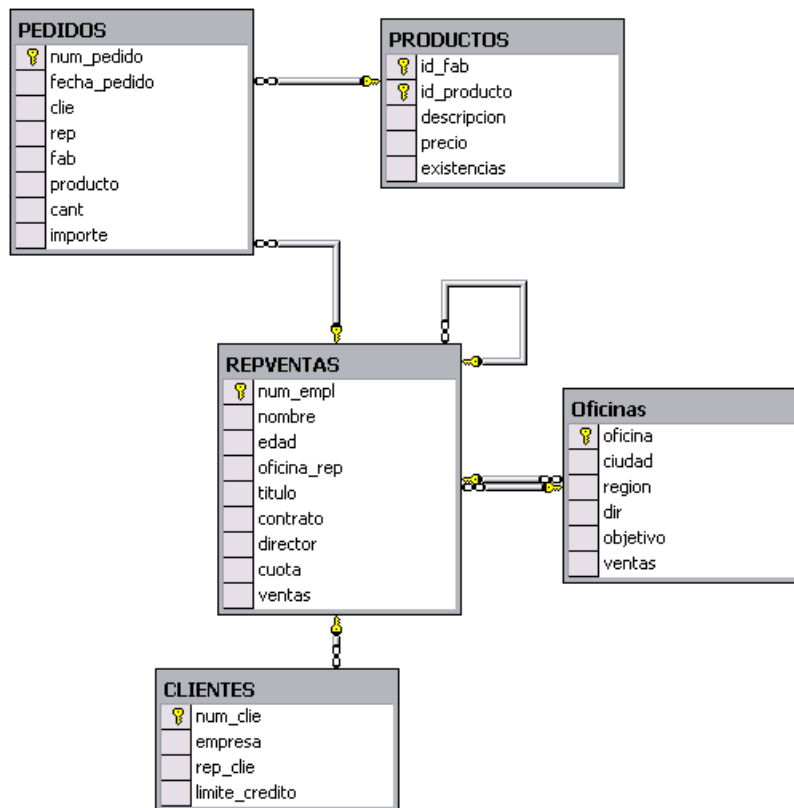 PEDIDOS
num_pedido
fecha_pedido
clie
rep
fab
producto
cant
importe
PRODUCTOS
id_fab
id_producto
descripcion
precio
existencias
REPVENTAS
num_empl
nombre
edad
oficina_rep
titulo
contrato
director
cuota
ventas
Oficinas
oficina
ciudad
region
dir
objetivo
ventas
CLIENTES
num_clie
empresa
rep_clie
limite_credito